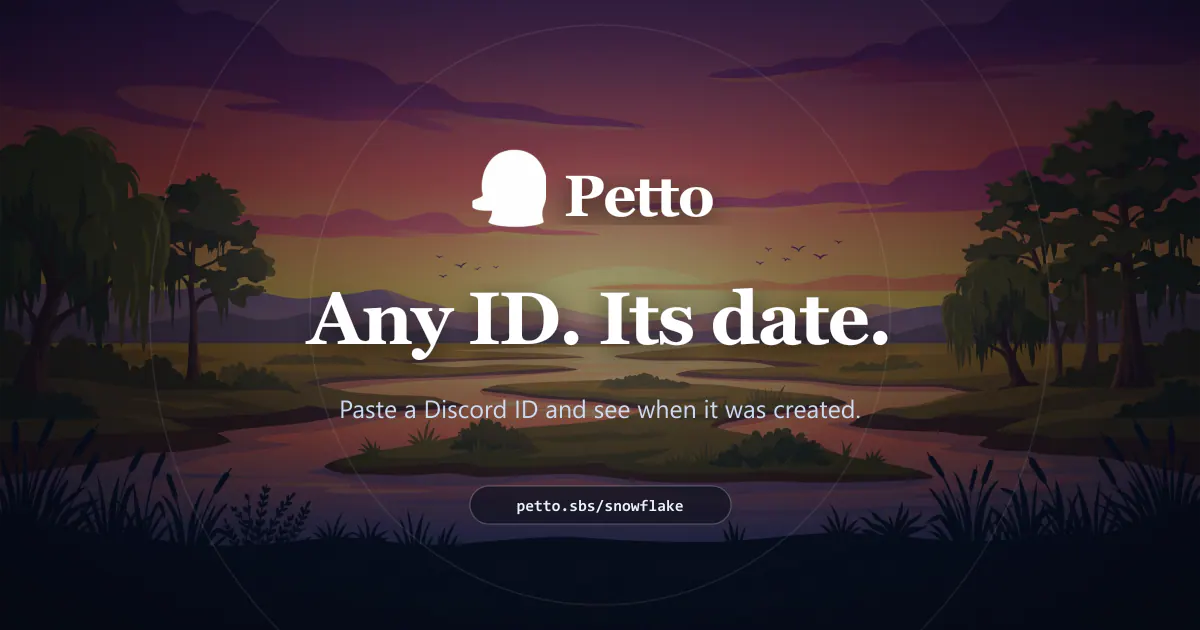 Petto
Any ID. Its date.
Paste a Discord ID and see when it was created.
petto.sbs/snowflake